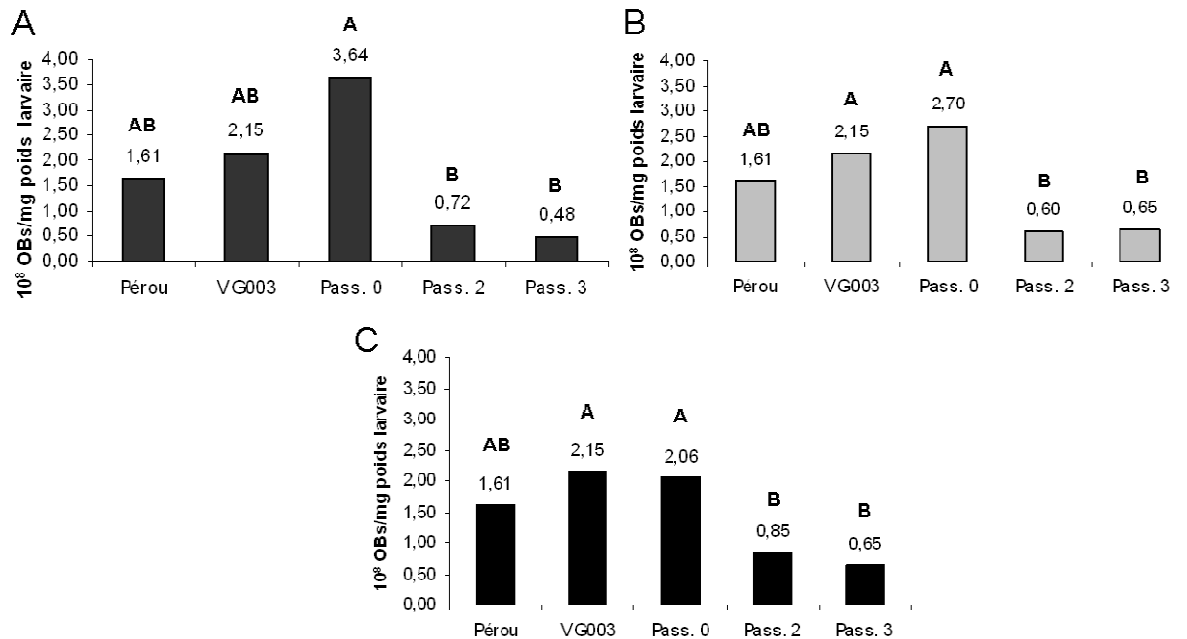 A
10⁸ OBs/mg poids larvaire
4,00
3,50
3,00
2,50
2,00
1,50
1,00
0,50
0,00
AB
1,61
AB
2,15
A
3,64
B
0,72
B
0,48
Pérou VG003 Pass. 0 Pass. 2 Pass. 3
B
10⁸ OBs/mg poids larvaire
4,00
3,50
3,00
2,50
2,00
1,50
1,00
0,50
0,00
AB
1,61
A
2,15
A
2,70
B
0,60
B
0,65
Pérou VG003 Pass. 0 Pass. 2 Pass. 3
C
10⁸ OBs/mg poids larvaire
4,00
3,50
3,00
2,50
2,00
1,50
1,00
0,50
0,00
AB
1,61
A
2,15
A
2,06
B
0,85
B
0,65
Pérou VG003 Pass. 0 Pass. 2 Pass. 3